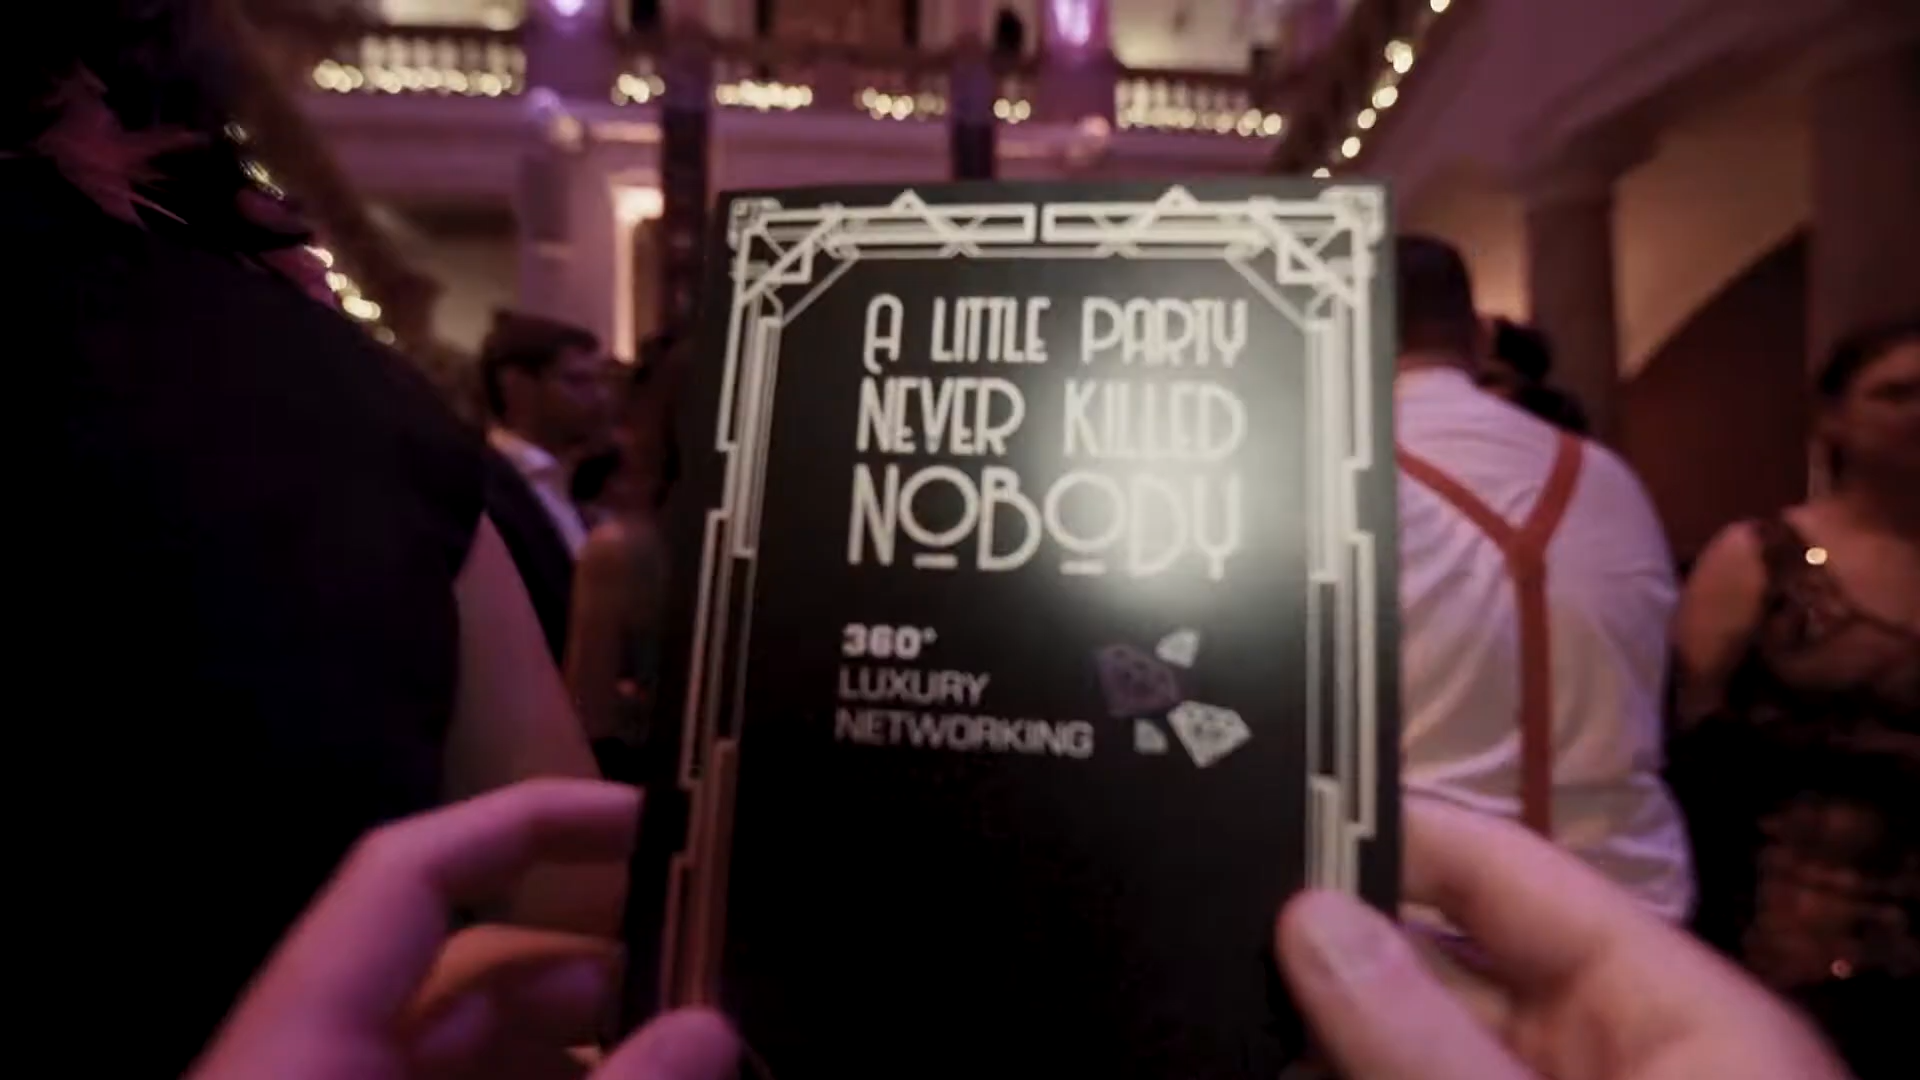 A LITTLE PARTY
NEVER KILLED
NOBODY
360°
LUXURY
NETWORKING